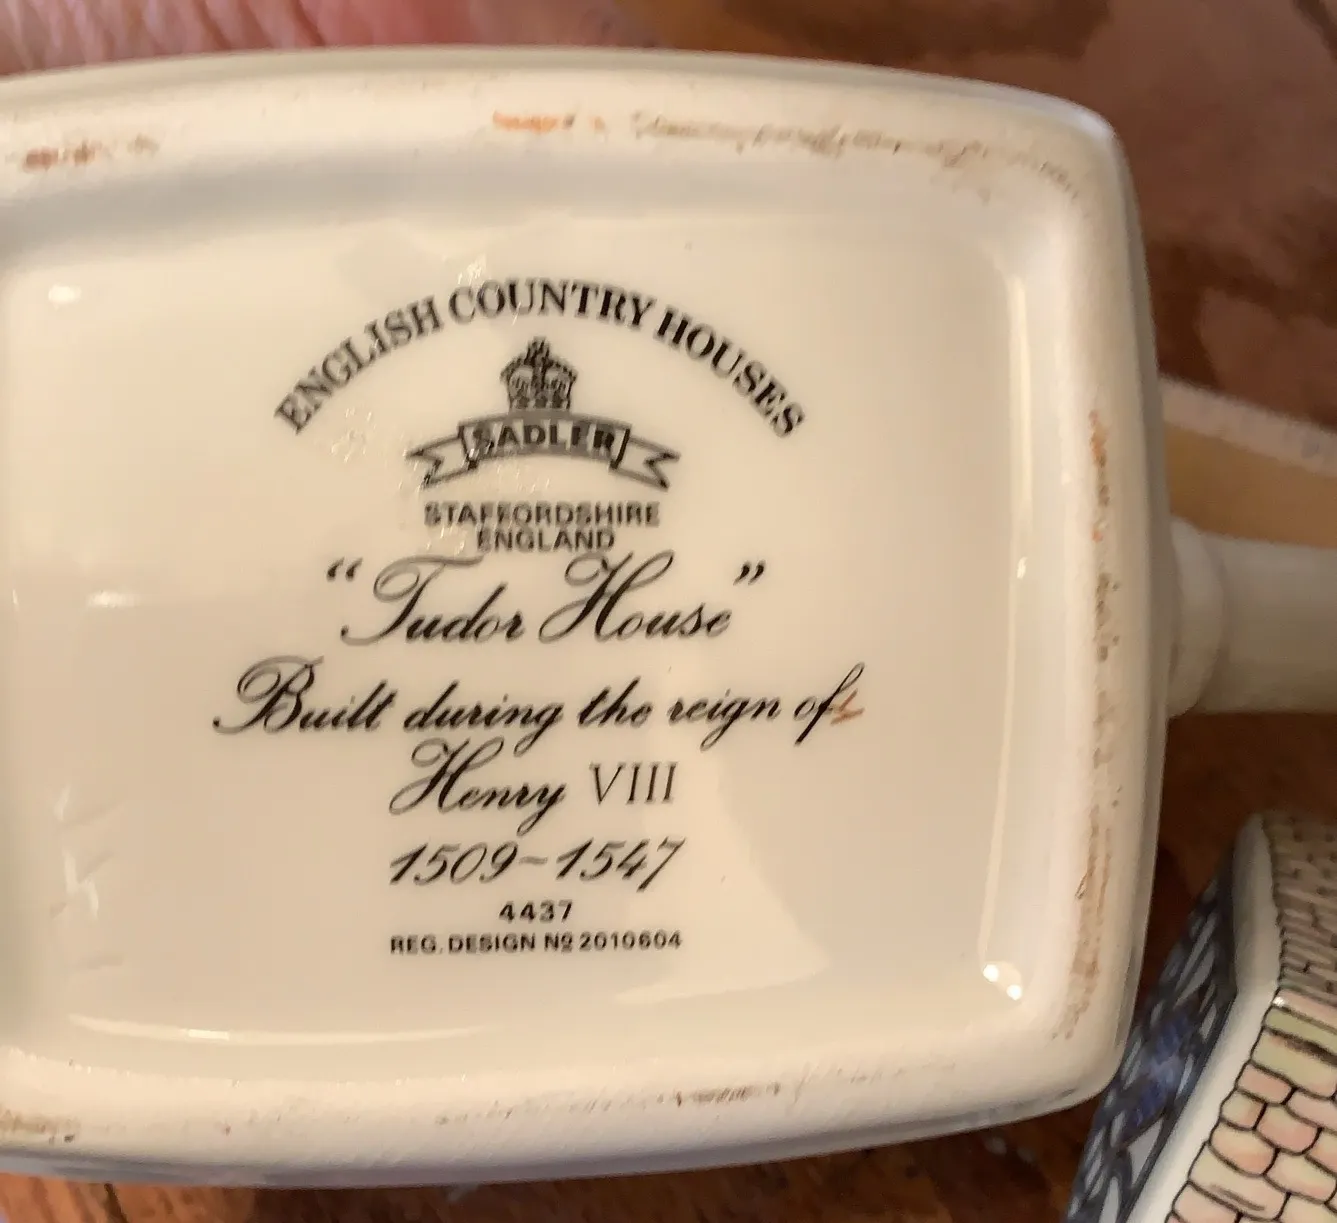 ENGLISH COUNTRY HOUSES
SADLER
STAFFORDSHIRE
ENGLAND
“Tudor House”
Built during the reign of
Henry VIII
1509~1547
4437
REG. DESIGN Nº 2010604